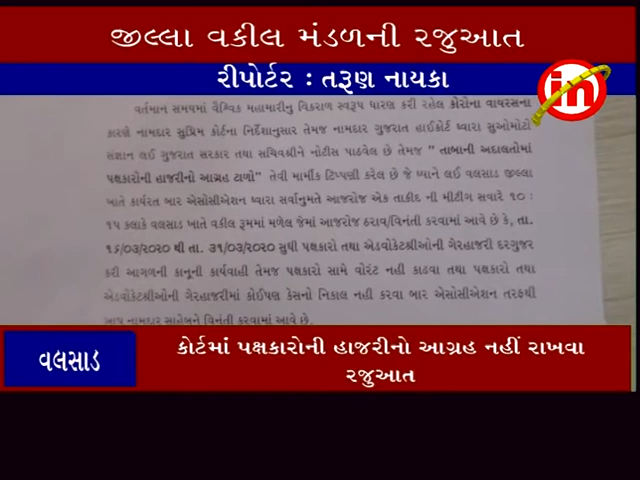 જીલ્લા વકીલ મંડળની રજુઆત
રીપોર્ટર : તરૂણ નાયકા
in
વર્તમાન સમયમાં વૈશ્વિક મહામારીનુ વિકરાળ સ્વરૂપ ધારણ કરી રહેલ કોરોના વાયરસના
કારણે નામદાર સુપ્રિમ કોર્ટના નિર્દેશાનુસાર તેમજ નામદાર ગુજરાત હાઈકોર્ટ ધ્વારા સુઓમોટો
સંજ્ઞાન લઈ ગુજરાત સરકાર તથા સચિવશ્રીને નોટીસ પાઠવેલ છે તેમજ " તાબાની અદાલતોમાં
પક્ષકારોની હાજરીનો આગ્રહ ટાળો" તેવી માર્મીક ટિપ્પણી કરેલ છે જે ધ્યાને લઈ વલસાડ જીલ્લા
ખાતે કાર્યરત બાર એસોસીએશન ધ્વારા સર્વાનુમતે આજરોજ એક તાકીદ ની મીટીગ સવારે ૧૦ :
૧૫ કલાકે વલસાડ ખાતે વકીલ રૂમમાં મળેલ જેમાં આજરોજ ઠરાવ/વિનંતી કરવામાં આવે છે કે, તા.
૧૬/૦૩/૨૦૨૦ થી તા. ૩૧/૦૩/૨૦૨૦ સુધી પક્ષકારો તથા એડવોકેટશ્રીઓની ગેરહાજરી દરગુજર
કરી આગળની કાનૂની કાર્યવાહી તેમજ પક્ષકારો સામે વોરંટ નહી કાઢવા તથા પક્ષકારો તથા
એડવોકેટશ્રીઓની ગેરહાજરીમાં કોઈપણ કેસનો નિકાલ નહી કરવા બાર એસોસીએશન તરફથી
આપ નામદાર સાહેબને વિનંતી કરવામાં આવે છે.
વલસાડ
કોર્ટમાં પક્ષકારોની હાજરીનો આગ્રહ નહીં રાખવા
રજુઆત